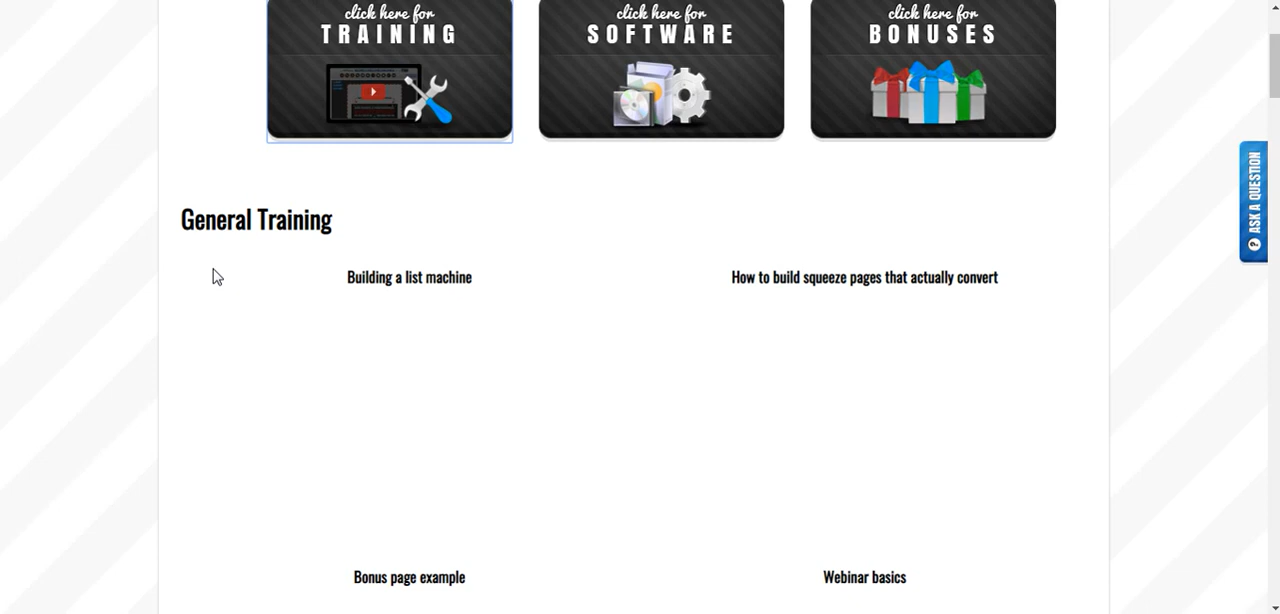 click here for
TRAINING
click here for
SOFTWARE
click here for
BONUSES
? ASK A QUESTION
General Training
Building a list machine
How to build squeeze pages that actually convert
Bonus page example
Webinar basics